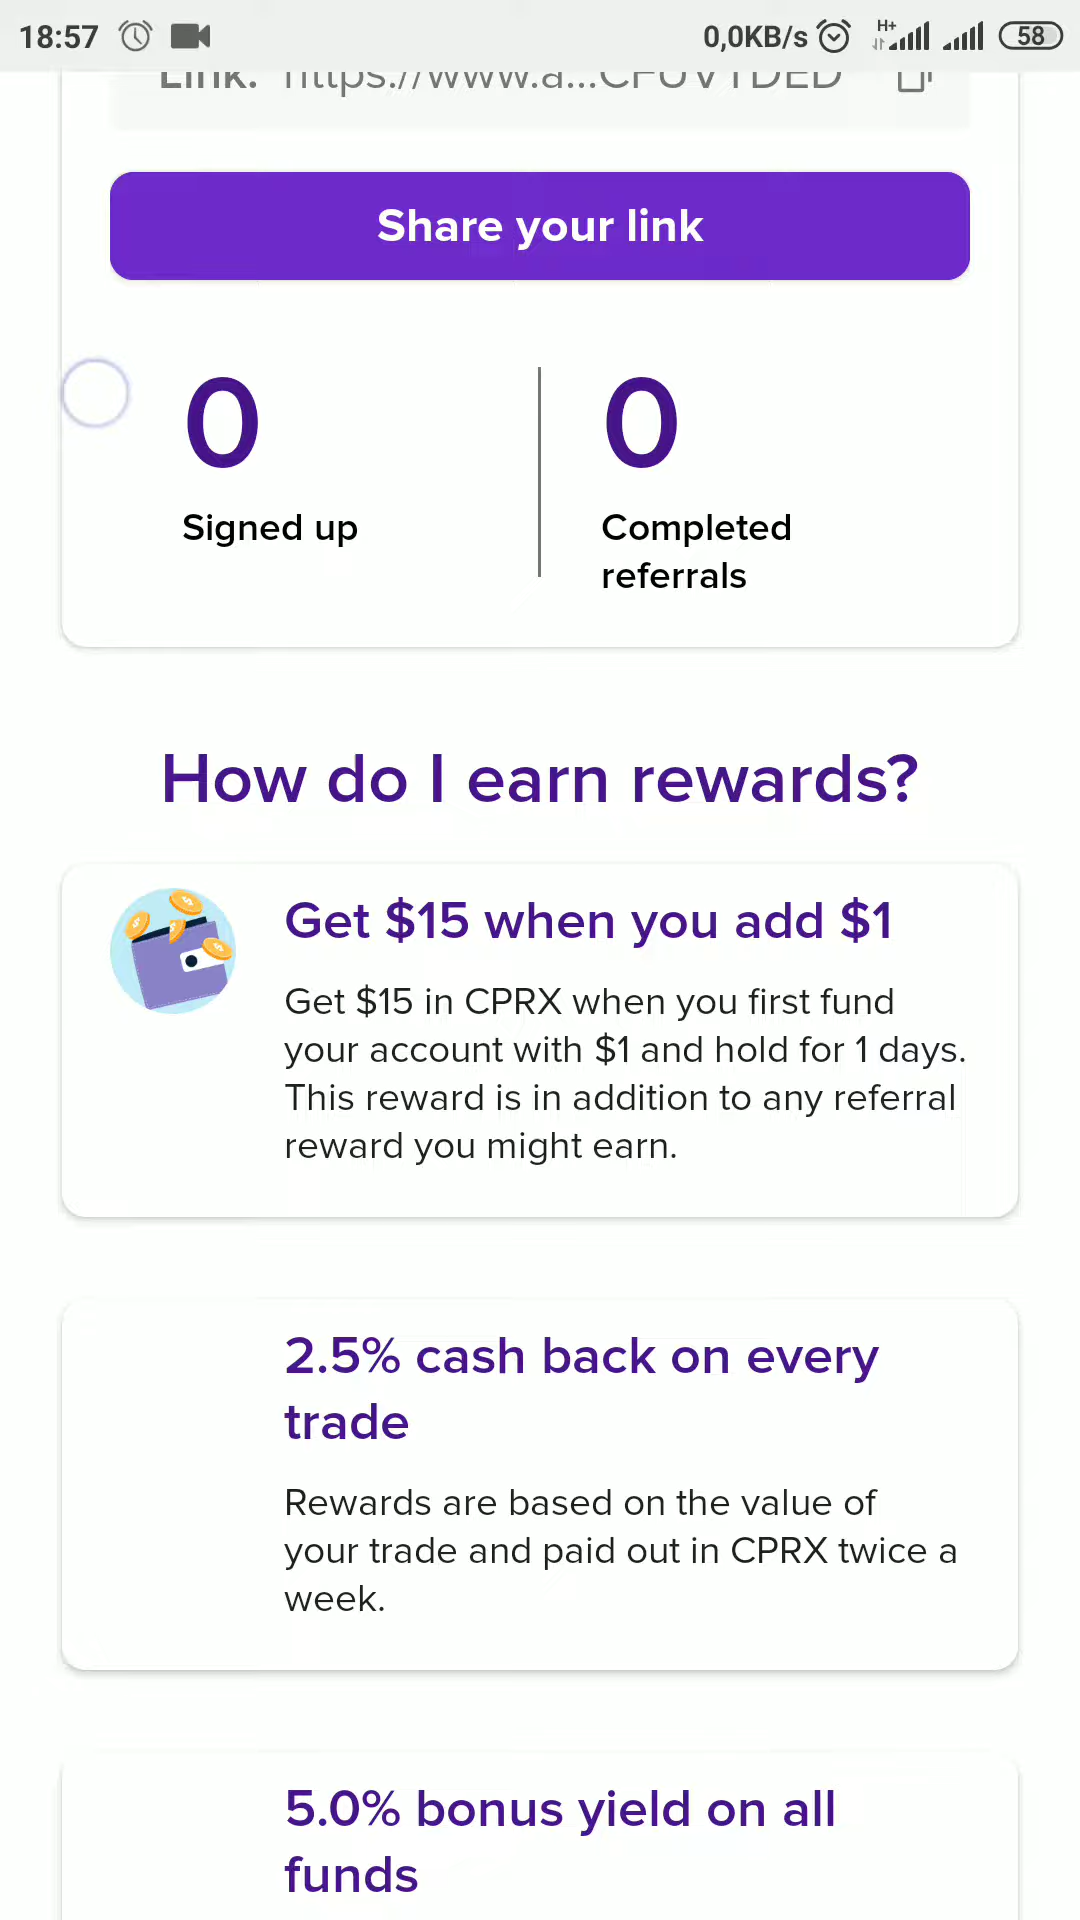 18:57 0,0KB/s H+ 58
Link: https://www.a...CFUVTDED
Share your link
0 0
Signed up Completed
referrals
How do I earn rewards?
Get $15 when you add $1
Get $15 in CPRX when you first fund
your account with $1 and hold for 1 days.
This reward is in addition to any referral
reward you might earn.
2.5% cash back on every
trade
Rewards are based on the value of
your trade and paid out in CPRX twice a
week.
5.0% bonus yield on all
funds